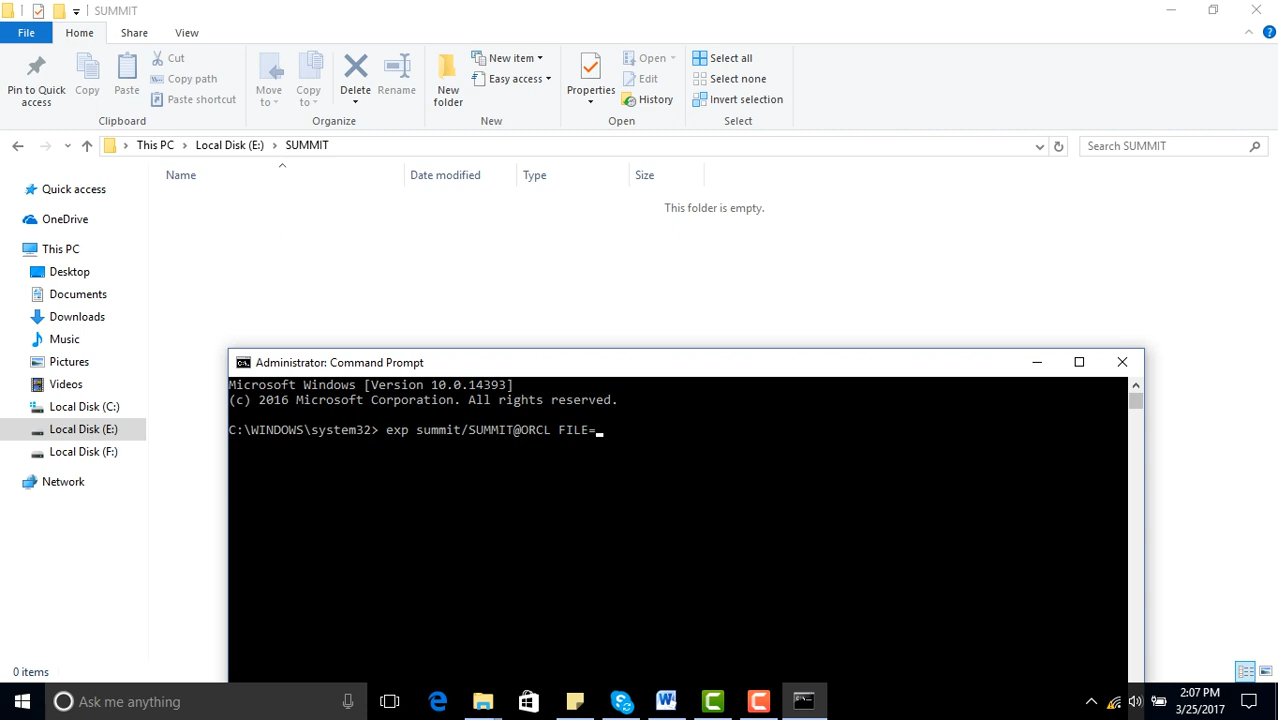 SUMMIT
File Home Share View
Pin to Quick access
Copy
Paste
Cut
Copy path
Paste shortcut
Clipboard
Move to
Copy to
Delete
Rename
Organize
New folder
New item
Easy access
New
Properties
Open
Edit
History
Open
Select all
Select none
Invert selection
Select
This PC > Local Disk (E:) > SUMMIT
Search SUMMIT
Name Date modified Type Size
This folder is empty.
Quick access
OneDrive
This PC
Desktop
Documents
Downloads
Music
Pictures
Videos
Local Disk (C:)
Local Disk (E:)
Local Disk (F:)
Network
Administrator: Command Prompt
Microsoft Windows [Version 10.0.14393]
(c) 2016 Microsoft Corporation. All rights reserved.
C:\WINDOWS\system32> exp summit/SUMMIT@ORCL FILE=
0 items
Ask me anything
2:07 PM
3/25/2017